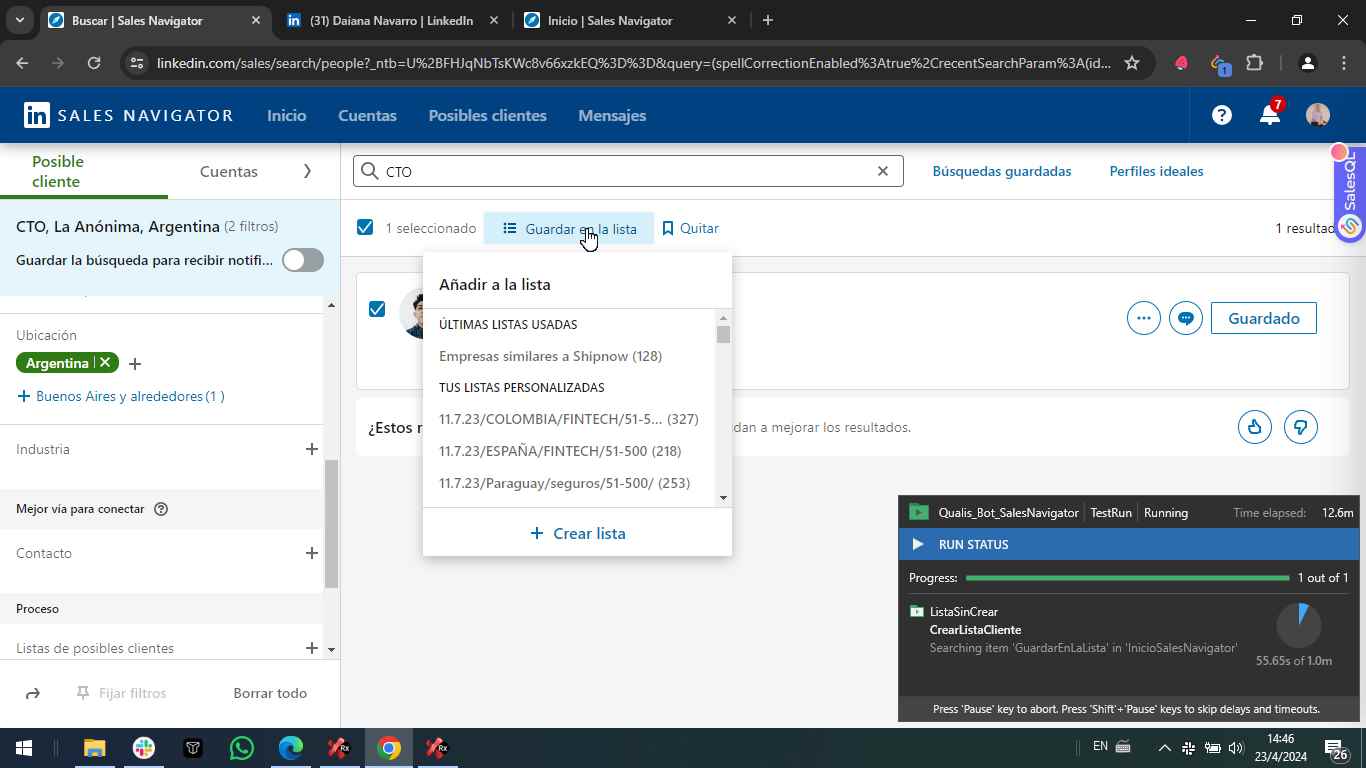 Buscar | Sales Navigator
(31) Daiana Navarro | LinkedIn
Inicio | Sales Navigator
linkedin.com/sales/search/people?_ntb=U%2BFHJqNbTsKWc8v66xzkEQ%3D%3D&query=(spellCorrectionEnabled%3Atrue%2CrecentSearchParam%3A(id...
1
in SALES NAVIGATOR
Inicio
Cuentas
Posibles clientes
Mensajes
7
Posible cliente
Cuentas
CTO
Búsquedas guardadas
Perfiles ideales
SalesQL
CTO, La Anónima, Argentina (2 filtros)
Guardar la búsqueda para recibir notifi...
1 seleccionado
Guardar en la lista
Quitar
1 resultad
Ubicación
Argentina
+ Buenos Aires y alrededores (1 )
Industria
Mejor vía para conectar
Contacto
Proceso
Listas de posibles clientes
Fijar filtros
Borrar todo
Añadir a la lista
ÚLTIMAS LISTAS USADAS
Empresas similares a Shipnow (128)
TUS LISTAS PERSONALIZADAS
11.7.23/COLOMBIA/FINTECH/51-5... (327)
11.7.23/ESPAÑA/FINTECH/51-500 (218)
11.7.23/Paraguay/seguros/51-500/ (253)
+ Crear lista
Guardado
¿Estos r
dan a mejorar los resultados.
Qualis_Bot_SalesNavigator
TestRun
Running
Time elapsed: 12.6m
RUN STATUS
Progress:
1 out of 1
ListaSinCrear
CrearListaCliente
Searching item 'GuardarEnLaLista' in 'InicioSalesNavigator'
55.65s of 1.0m
Press 'Pause' key to abort. Press 'Shift'+'Pause' keys to skip delays and timeouts.
Rx
Rx
EN
14:46
23/4/2024
26